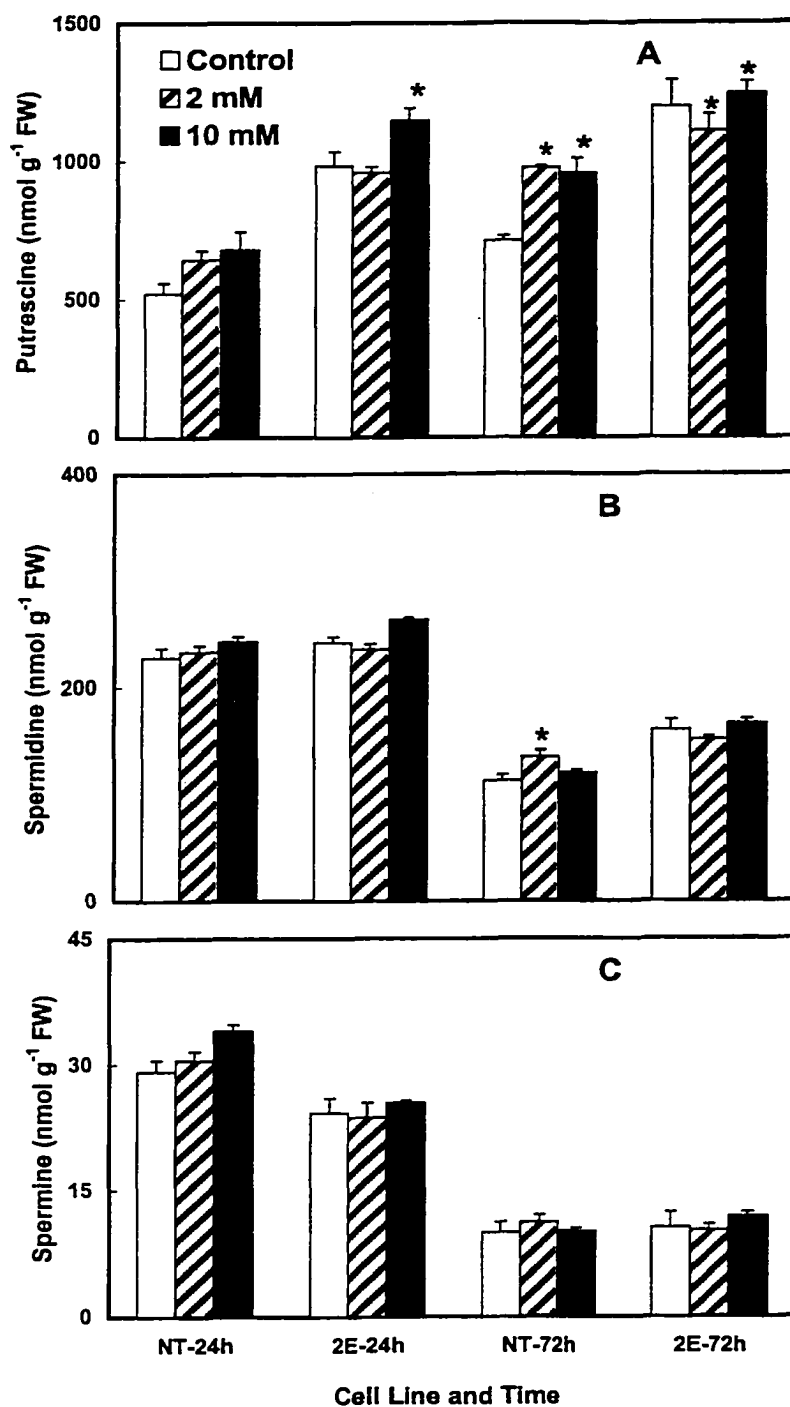 1500
A
Control
2 mM
10 mM
*
*
*
*
*
1000
500
0
Putrescine (nmol g⁻¹ FW)
400
B
*
200
0
Spermidine (nmol g⁻¹ FW)
45
C
30
15
0
Spermine (nmol g⁻¹ FW)
NT-24h 2E-24h NT-72h 2E-72h
Cell Line and Time